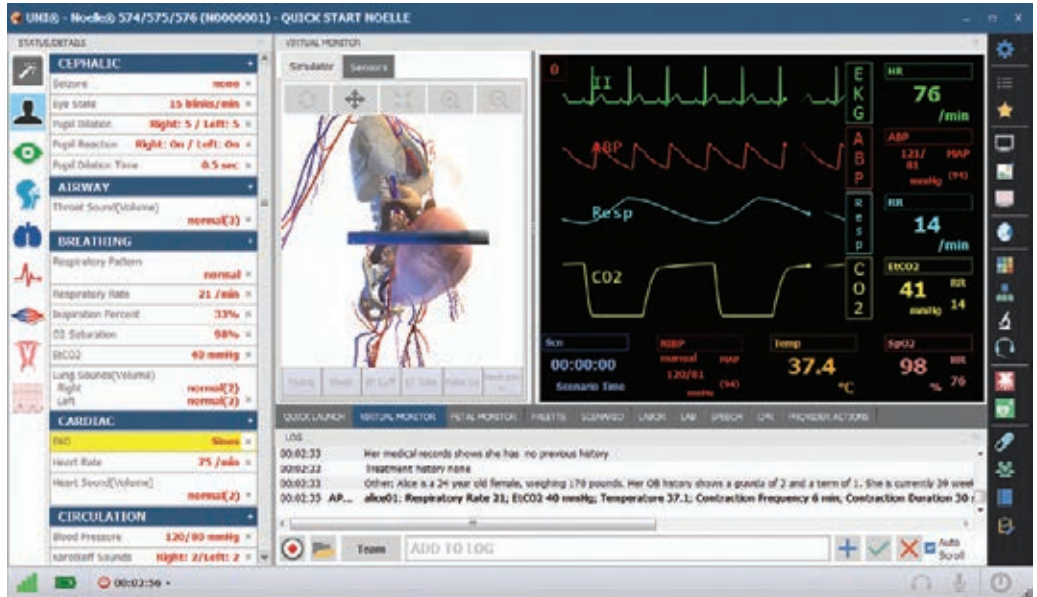 UNI® - Noelle® 574/575/576 (N0000001) - QUICK START NOELLE
STATUS/DETAILS
CEPHALIC
Seizure none
Eye State 15 blinks/min
Pupil Dilation Right: 5 / Left: 5
Pupil Reaction Right: On / Left: On
Pupil Dilation Time 0.5 sec
AIRWAY
Throat Sound(Volume)
normal(3)
BREATHING
Respiratory Pattern
normal
Respiratory Rate 21 /min
Inspiration Percent 33%
O2 Saturation 98%
EtCO2 40 mmHg
Lung Sounds(Volume)
Right normal(2)
Left normal(2)
CARDIAC
EKG Sinus
Heart Rate 75 /min
Heart Sound(Volume)
normal(2)
CIRCULATION
Blood Pressure 120/80 mmHg
Korotkoff Sounds Right: 2/Left: 2
VIRTUAL MONITOR
Simulator Sensors
BP Cuff
0
II
EKG
HR
76
/min
ABP
ABP
ABP
121/
81
MAP
(94)
mmHg
Resp
Resp
RR
14
/min
CO2
CO2
EtCO2
41
RR
mmHg 14
Scn
00:00:00
Scenario Time
NIBP
manual MAP
120/81 (94)
mmHg
Temp
37.4
°C
SpO2
98
%
76
QUICK LAUNCH VIRTUAL MONITOR FETAL MONITOR PALETTE SCENARIO LABOR LAB SPEECH CPR PROVIDER ACTIONS
LOG
00:02:33 Her medical records shows she has no previous history
00:02:33 Treatment history none
00:02:33 Other: Alice is a 24 year old female, weighing 170 pounds. Her OB history shows a gravida of 2 and a term of 1. She is currently 39 week
00:02:35 AP... alice01: Respiratory Rate 21; EtCO2 40 mmHg; Temperature 37.1; Contraction Frequency 6 min, Contraction Duration 30
Team ADD TO LOG
Auto
Scroll
00:02:56